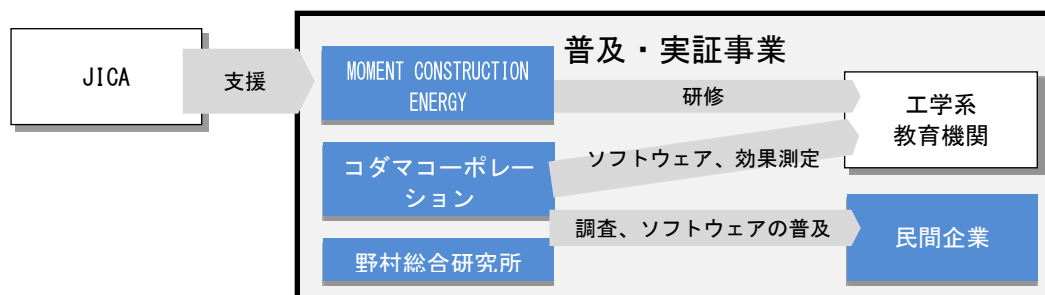 普及・実証事業
JICA
支援
MOMENT CONSTRUCTION
ENERGY
研修
工学系
教育機関
コダマコーポレー
ション
ソフトウェア、効果測定
調査、ソフトウェアの普及
民間企業
野村総合研究所